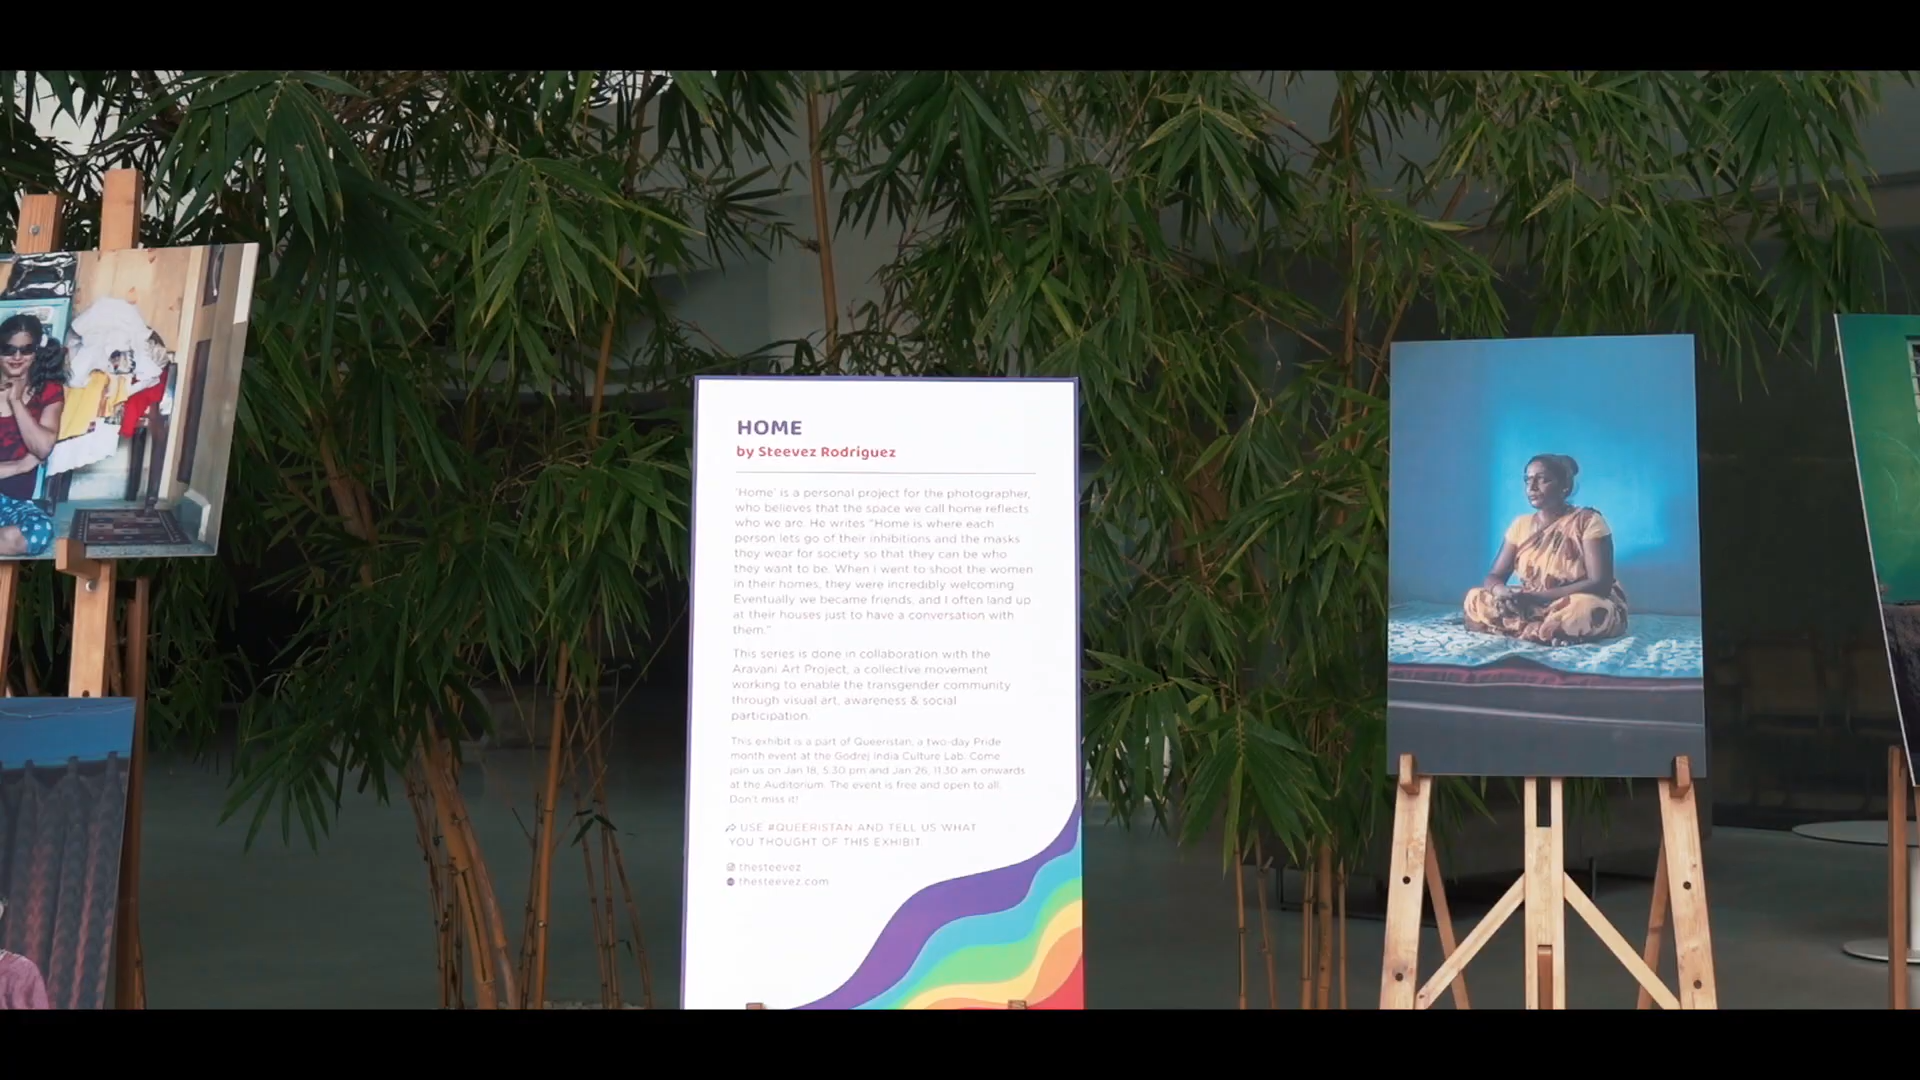 HOME
by Steevez Rodriguez
'Home' is a personal project for the photographer,
who believes that the space we call home reflects
who we are. He writes "Home is where each
person lets go of their inhibitions and the masks
they wear for society so that they can be who
they want to be. When I went to shoot the women
in their homes, they were incredibly welcoming
Eventually we became friends, and I often land up
at their houses just to have a conversation with
them."
This series is done in collaboration with the
Aravani Art Project, a collective movement
working to enable the transgender community
through visual art, awareness & social
participation.
This exhibit is a part of Queeristan, a two-day Pride
month event at the Godrej India Culture Lab. Come
join us on Jan 18, 5.30 pm and Jan 26, 11.30 am onwards
at the Auditorium. The event is free and open to all.
Don't miss it!
USE #QUEERISTAN AND TELL US WHAT
YOU THOUGHT OF THIS EXHIBIT.
thesteevez
thesteevez.com